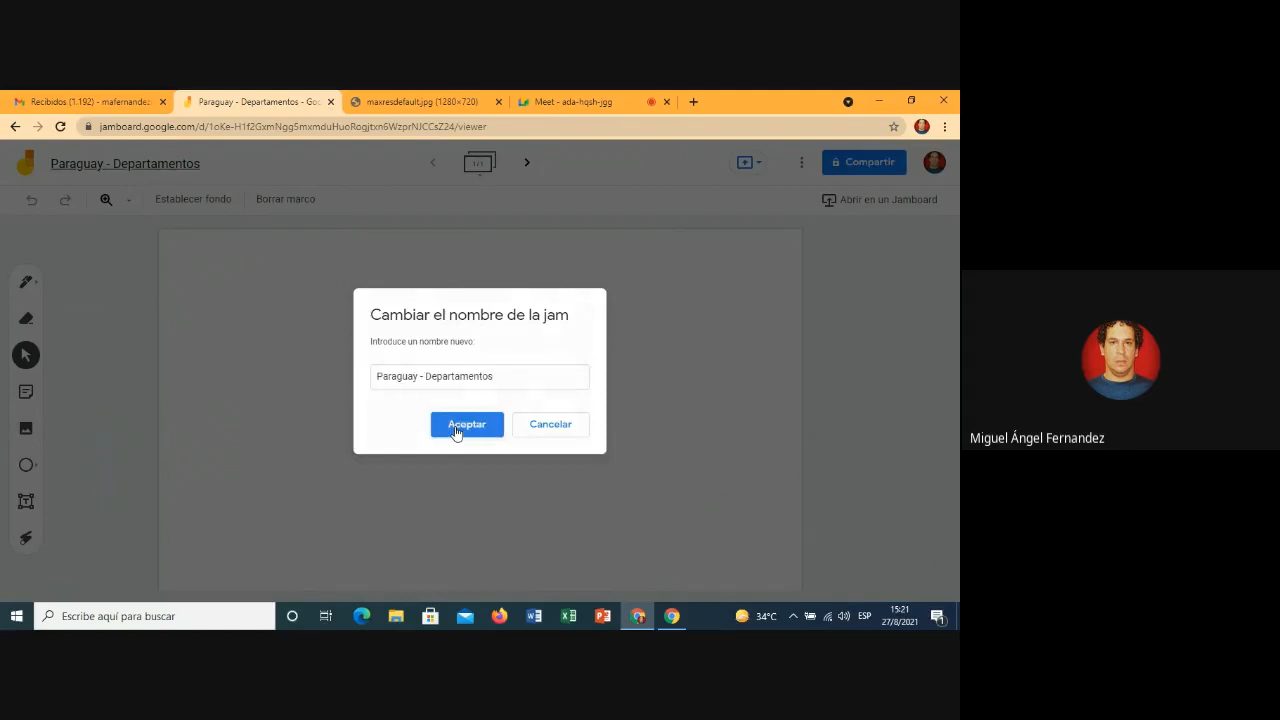 Recibidos (1.192) - mafernandez
Paraguay - Departamentos - Goo
maxresdefault.jpg (1280×720)
Meet - ada-hqsh-jgg
jamboard.google.com/d/1oKe-H1f2GxmNgg5mxmduHuoRogjtxn6WzprNJCCsZ24/viewer
Paraguay - Departamentos
1/1
Compartir
Establecer fondo
Borrar marco
Abrir en un Jamboard
Cambiar el nombre de la jam
Introduce un nombre nuevo:
Paraguay - Departamentos
Aceptar
Cancelar
Miguel Ángel Fernandez
Escribe aquí para buscar
34°C
ESP
15:21
27/8/2021
1